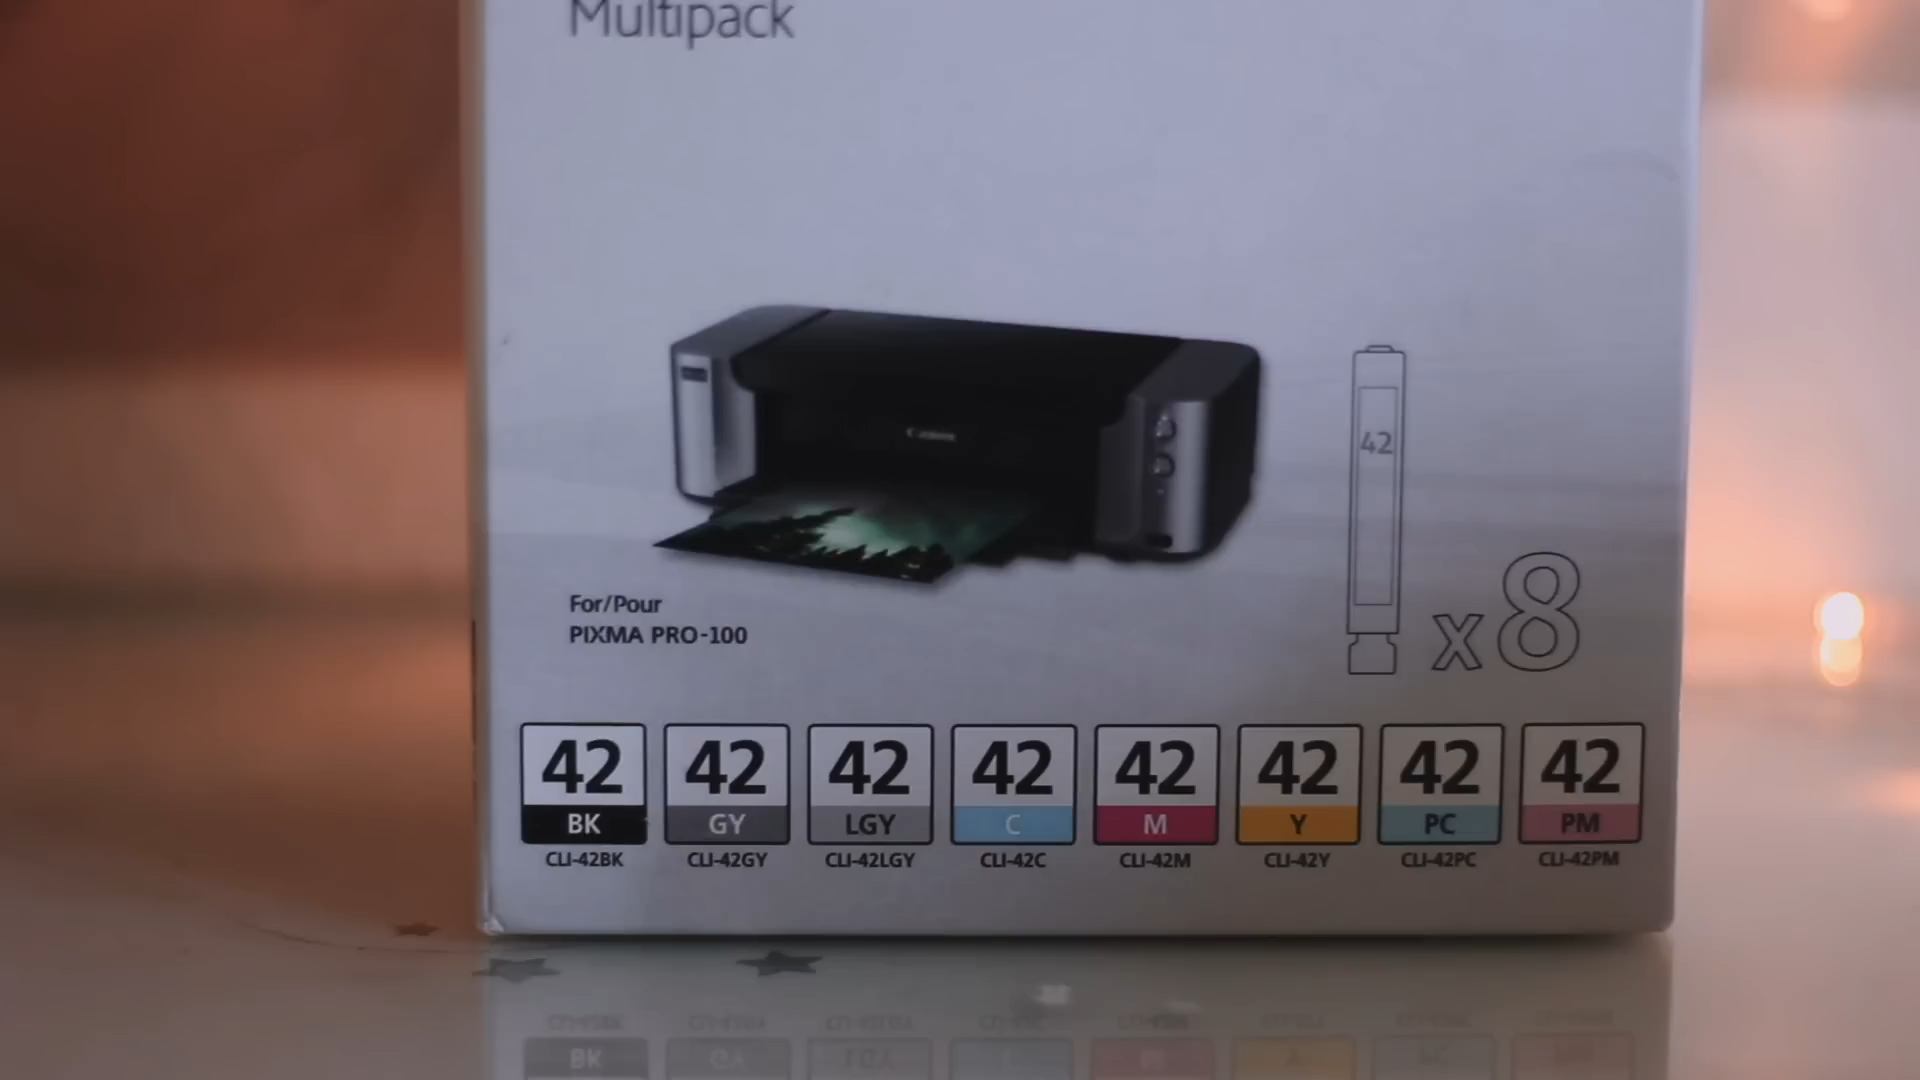 Multipack
Canon
42
For/Pour
PIXMA PRO-100
x8
42 42 42 42 42 42 42 42
BK GY LGY C M Y PC PM
CLI-42BK CLI-42GY CLI-42LGY CLI-42C CLI-42M CLI-42Y CLI-42PC CLI-42PM